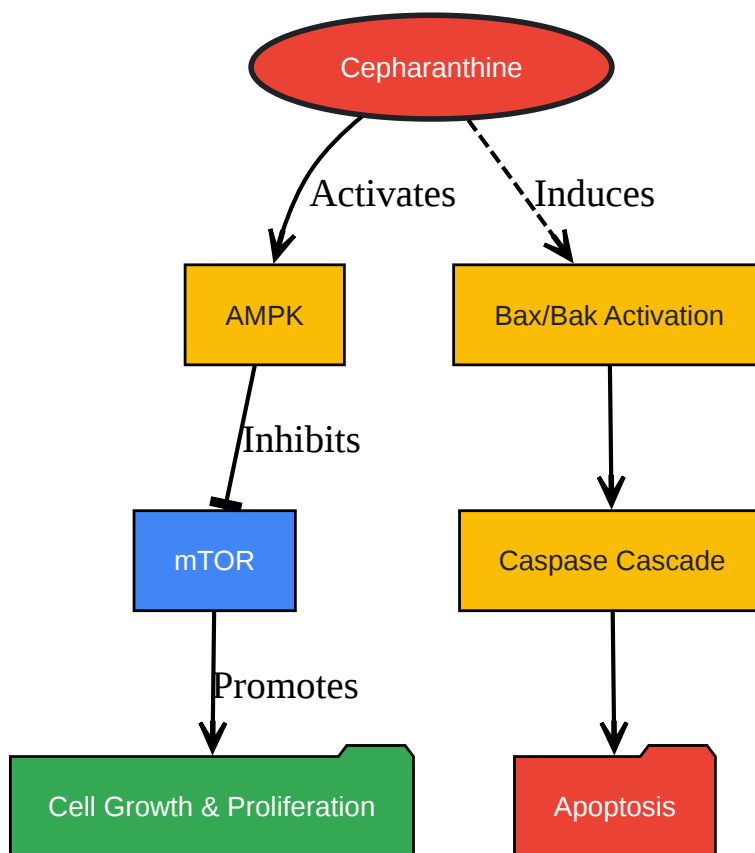 Cepharanthine
Activates
Induces
AMPK
Bax/Bak Activation
Inhibits
mTOR
Caspase Cascade
Promotes
Cell Growth & Proliferation
Apoptosis